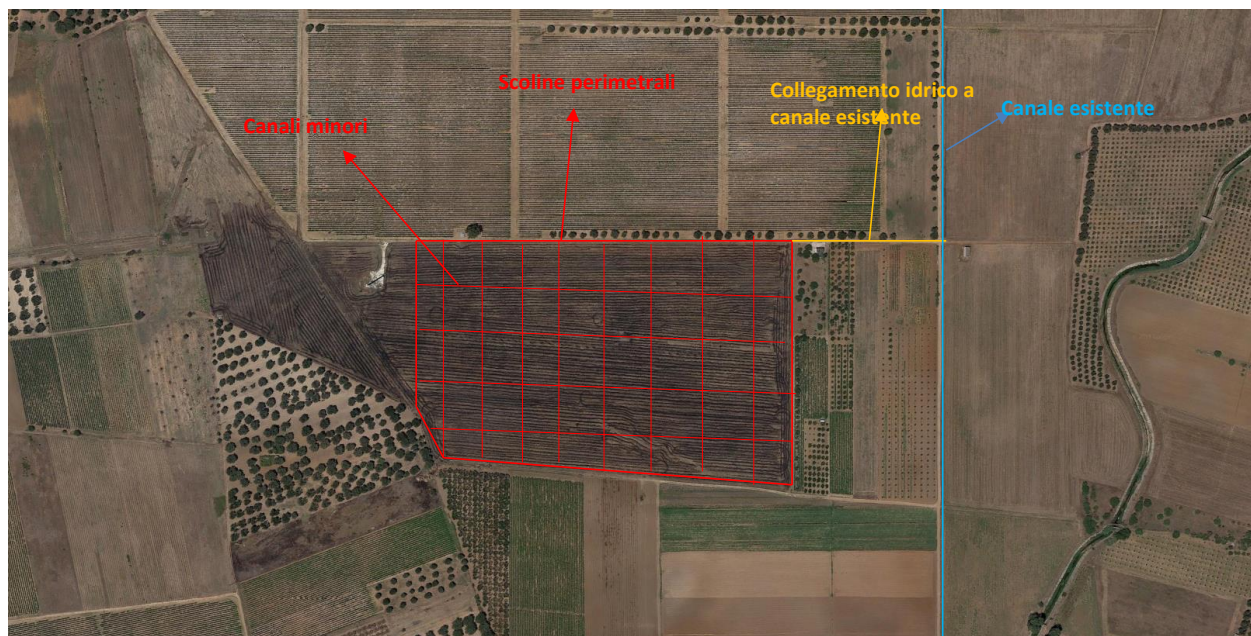 Scoline perimetrali
Collegamento idrico a
canale esistente
Canale esistente
Canali minori